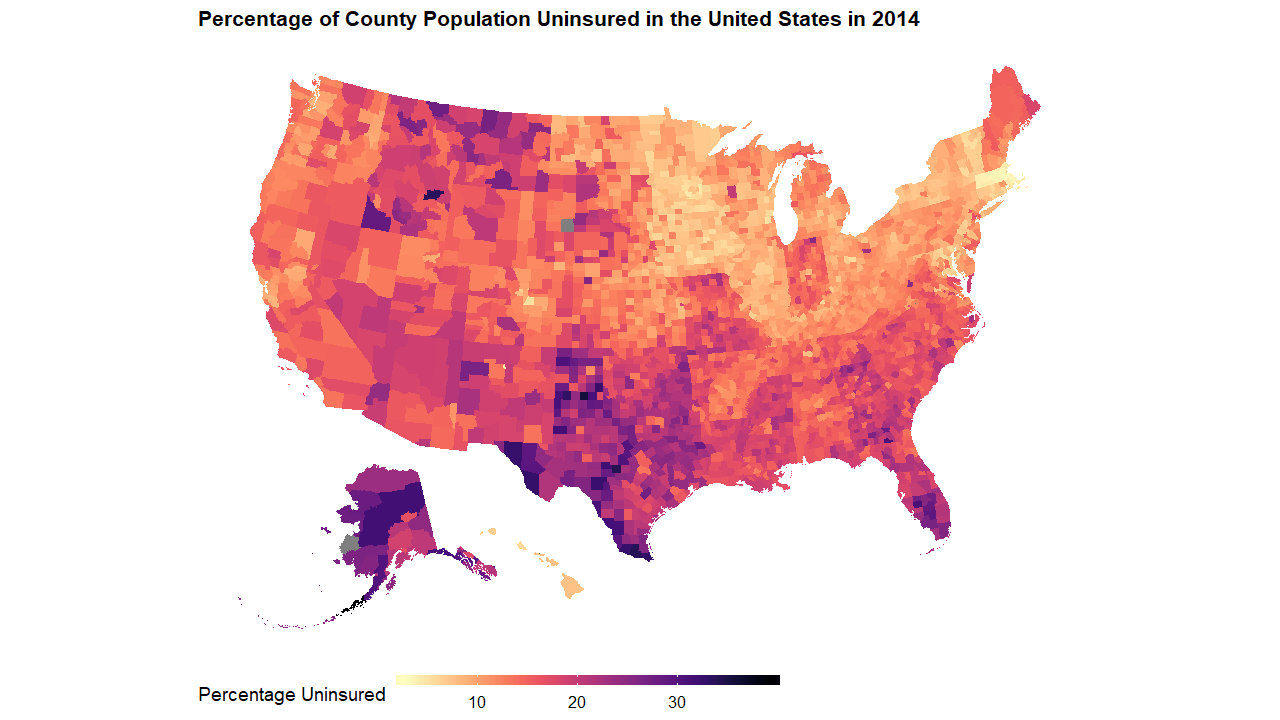 Percentage of County Population Uninsured in the United States in 2014
Percentage Uninsured
10 20 30